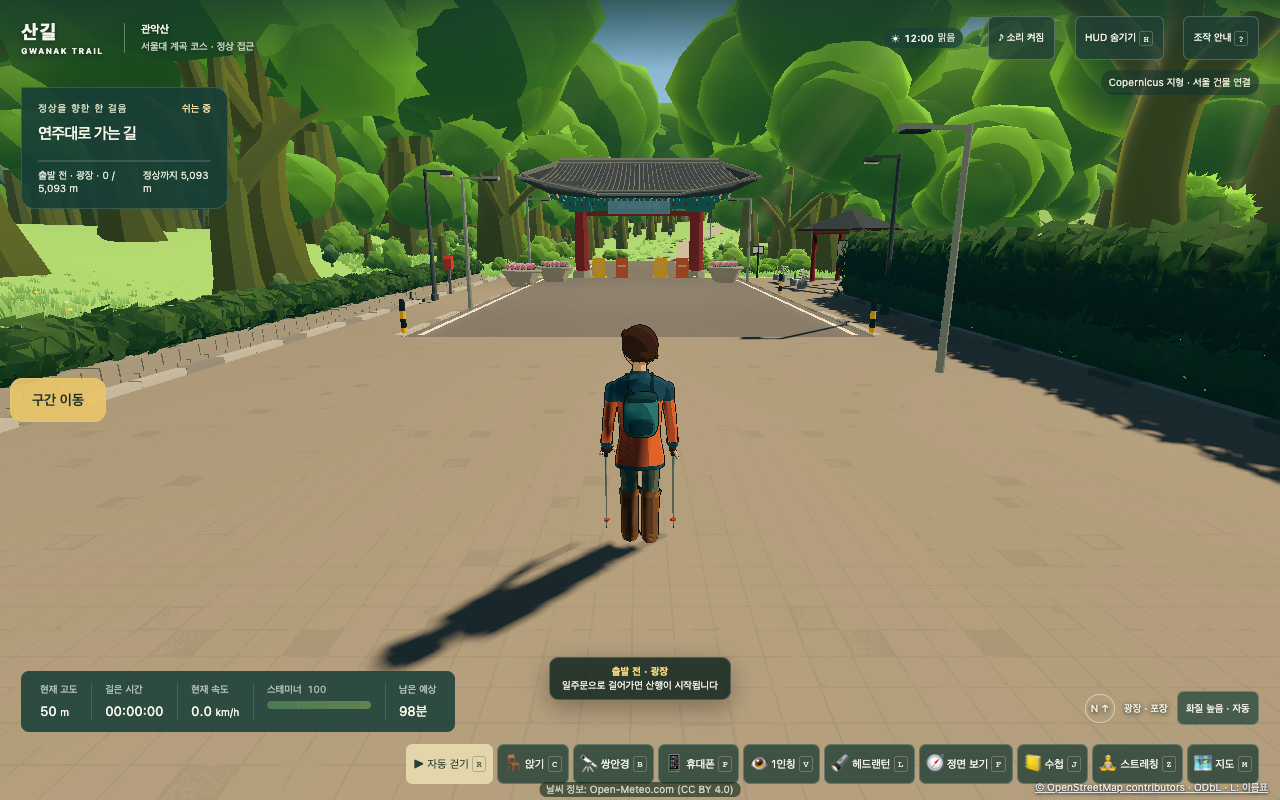 산길
GWANAK TRAIL
관악산
서울대 계곡 코스 · 정상 접근
☀ 12:00 맑음
♪ 소리 켜짐
HUD 숨기기 H
조작 안내 ?
Copernicus 지형 · 서울 건물 연결
정상을 향한 한 걸음
쉬는 중
연주대로 가는 길
출발 전 · 광장 · 0 /
5,093 m
정상까지 5,093
m
구간 이동
현재 고도
50 m
걸은 시간
00:00:00
현재 속도
0.0 km/h
스테미너 100
남은 예상
98분
출발 전 · 광장
일주문으로 걸어가면 산행이 시작됩니다
N ↑
광장 · 포장
화질 높음 · 자동
▶ 자동 걷기 R
앉기 C
쌍안경 B
휴대폰 P
1인칭 V
헤드랜턴 L
정면 보기 F
수첩 J
스트레칭 Z
지도 M
날씨 정보: Open-Meteo.com (CC BY 4.0)
© OpenStreetMap contributors · ODbL · L: 이름표